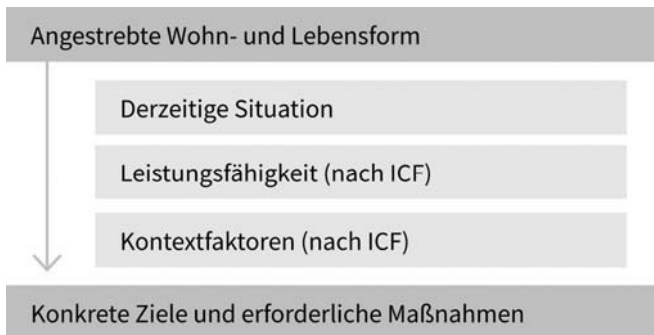 Angestrebte Wohn- und Lebensform
Derzeitige Situation
Leistungsfähigkeit (nach ICF)
Kontextfaktoren (nach ICF)
Konkrete Ziele und erforderliche Maßnahmen